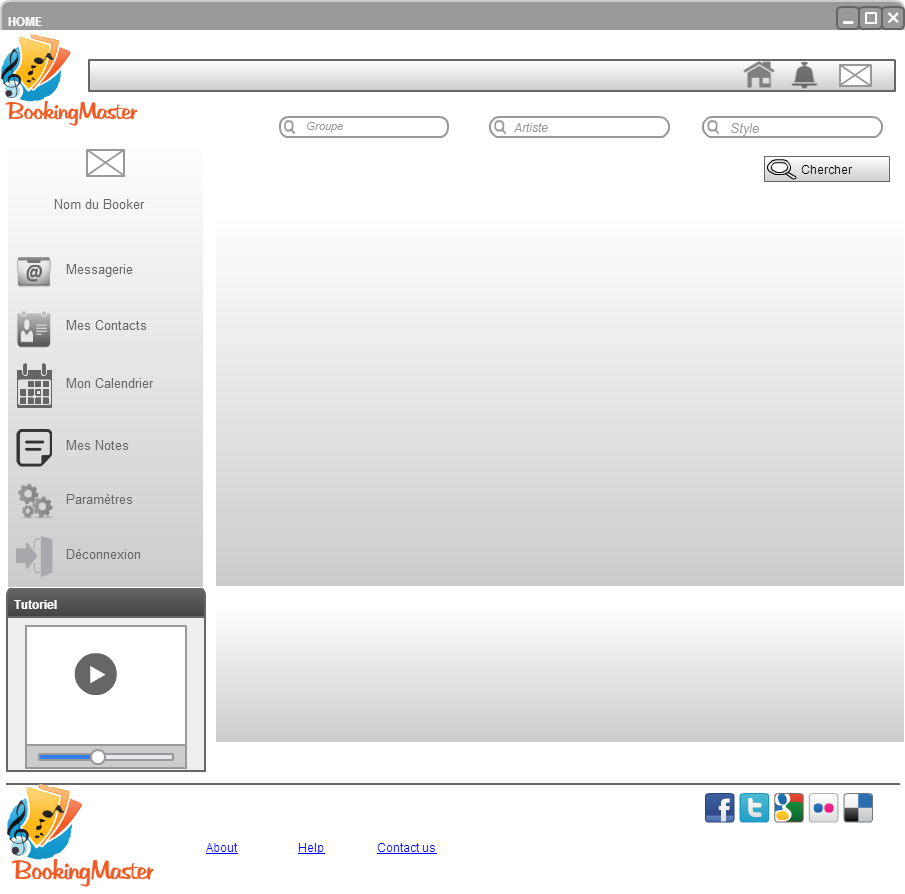 HOME
BookingMaster
Groupe
Artiste
Style
Chercher
Nom du Booker
@ Messagerie
Mes Contacts
Mon Calendrier
Mes Notes
Paramètres
Déconnexion
Tutoriel
BookingMaster
About
Help
Contact us